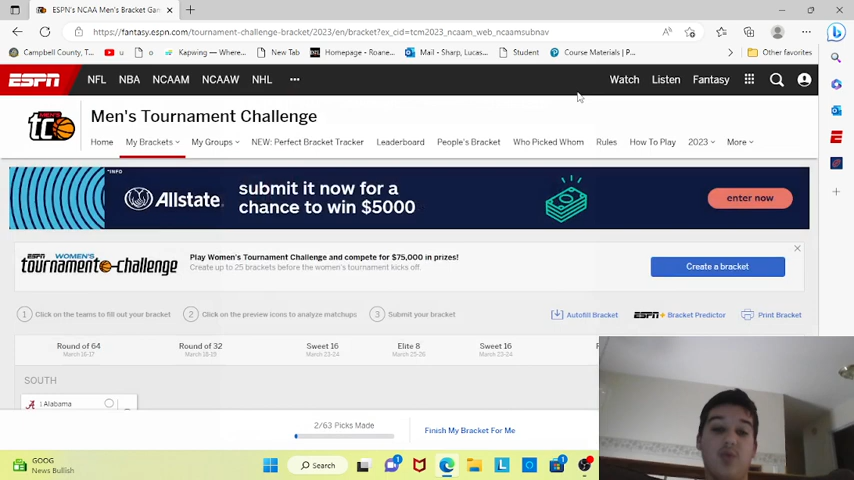 ESPN's NCAA Men's Bracket Gam
https://fantasy.espn.com/tournament-challenge-bracket/2023/en/bracket?ex_cid=tcm2023_ncaam_web_ncaamsubnav
Campbell County, T... Kapwing — Where... New Tab Homepage - Roane... Mail - Sharp, Lucas... Student Course Materials | P... Other favorites
ESPN NFL NBA NCAAM NCAAW NHL ••• Watch Listen Fantasy
MEN'S tc
Men's Tournament Challenge
Home My Brackets My Groups NEW: Perfect Bracket Tracker Leaderboard People's Bracket Who Picked Whom Rules How To Play 2023 More
*INFO
Allstate submit it now for a chance to win $5000 enter now
ESPN WOMEN'S tournament challenge
Play Women's Tournament Challenge and compete for $75,000 in prizes!
Create up to 25 brackets before the women's tournament kicks off.
Create a bracket
1 Click on the teams to fill out your bracket 2 Click on the preview icons to analyze matchups 3 Submit your bracket Autofill Bracket ESPN+ Bracket Predictor Print Bracket
Round of 64 Round of 32 Sweet 16 Elite 8 Sweet 16
March 16-17 March 18-19 March 23-24 March 25-26 March 23-24
SOUTH
1 Alabama
2/63 Picks Made
Finish My Bracket For Me
GOOG
News Bullish
Search
1
1